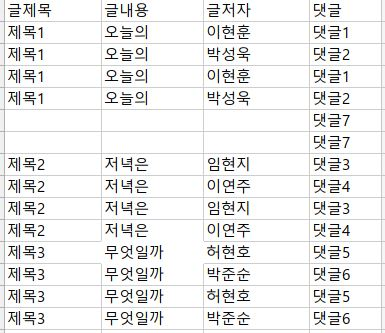 글제목 글내용 글저자 댓글
제목1 오늘의 이현훈 댓글1
제목1 오늘의 박성욱 댓글2
제목1 오늘의 이현훈 댓글1
제목1 오늘의 박성욱 댓글2
댓글7
댓글7
제목2 저녁은 임현지 댓글3
제목2 저녁은 이연주 댓글4
제목2 저녁은 임현지 댓글3
제목2 저녁은 이연주 댓글4
제목3 무엇일까 허현호 댓글5
제목3 무엇일까 박준순 댓글6
제목3 무엇일까 허현호 댓글5
제목3 무엇일까 박준순 댓글6